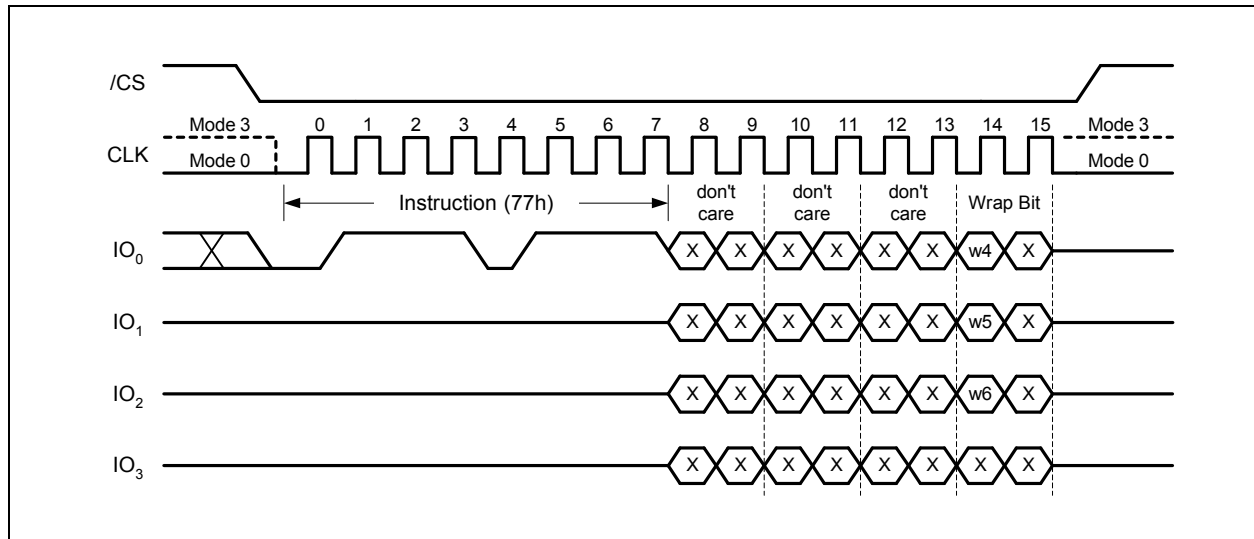 /CS
Mode 3 0 1 2 3 4 5 6 7 8 9 10 11 12 13 14 15 Mode 3
CLK
Mode 0 Mode 0
Instruction (77h) don't care don't care don't care Wrap Bit
IO0 X X X X X X w4 X
IO1 X X X X X X w5 X
IO2 X X X X X X w6 X
IO3 X X X X X X X X